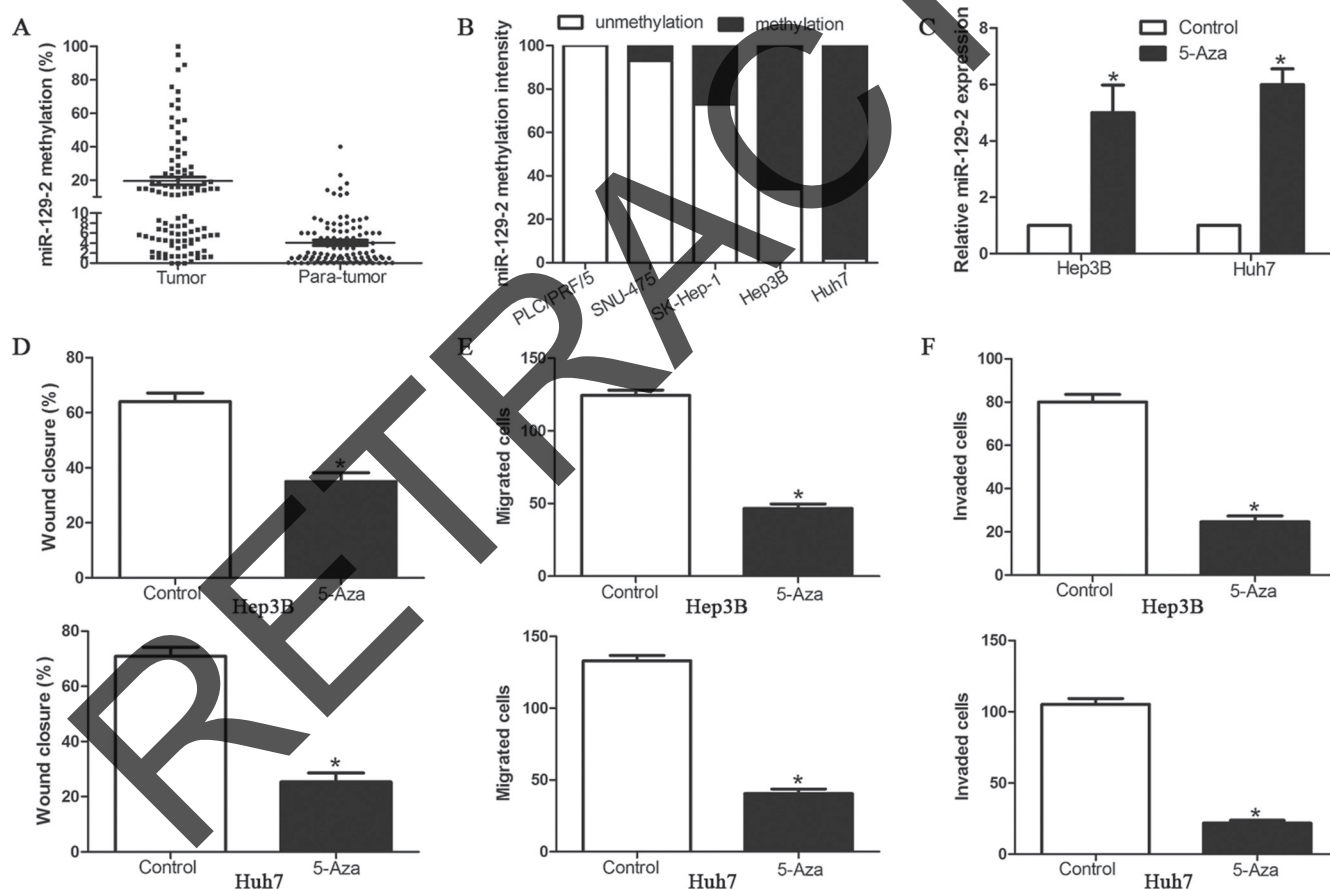 A
miR-129-2 methylation (%)
100
80
60
40
20
10
8
6
4
2
0
Tumor
Para-tumor
B
unmethylation
methylation
miR-129-2 methylation intensity
100
80
60
40
20
0
PLC/PRF/5
SNU-475
SK-Hep-1
Hep3B
Huh7
C
Control
5-Aza
Relative miR-129-2 expression
8
6
4
2
0
*
*
Hep3B
Huh7
D
Wound closure (%)
80
60
40
20
0
*
Control
5-Aza
Hep3B
E
Migrated cells
150
100
50
0
*
Control
5-Aza
Hep3B
F
Invaded cells
100
80
60
40
20
0
*
Control
5-Aza
Hep3B
Wound closure (%)
80
60
40
20
0
*
Control
5-Aza
Huh7
Migrated cells
150
100
50
0
*
Control
5-Aza
Huh7
Invaded cells
150
100
50
0
*
Control
5-Aza
Huh7
RETRACT